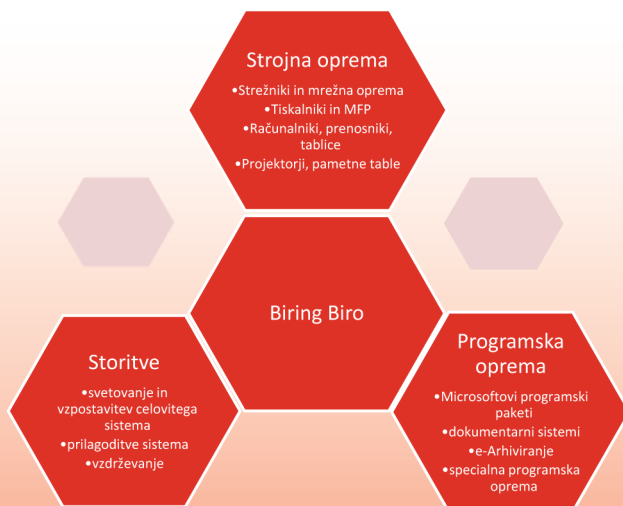 Strojna oprema
•Strežniki in mrežna oprema
•Tiskalniki in MFP
•Računalniki, prenosniki,
tablice
•Projektorji, pametne table
Biring Biro
Storitve
•svetovanje in
vzpostavitev celovitega
sistema
•prilagoditve sistema
•vzdrževanje
Programska
oprema
•Microsoftovi programski
paketi
•dokumentarni sistemi
•e-Arhiviranje
•specialna programska
oprema